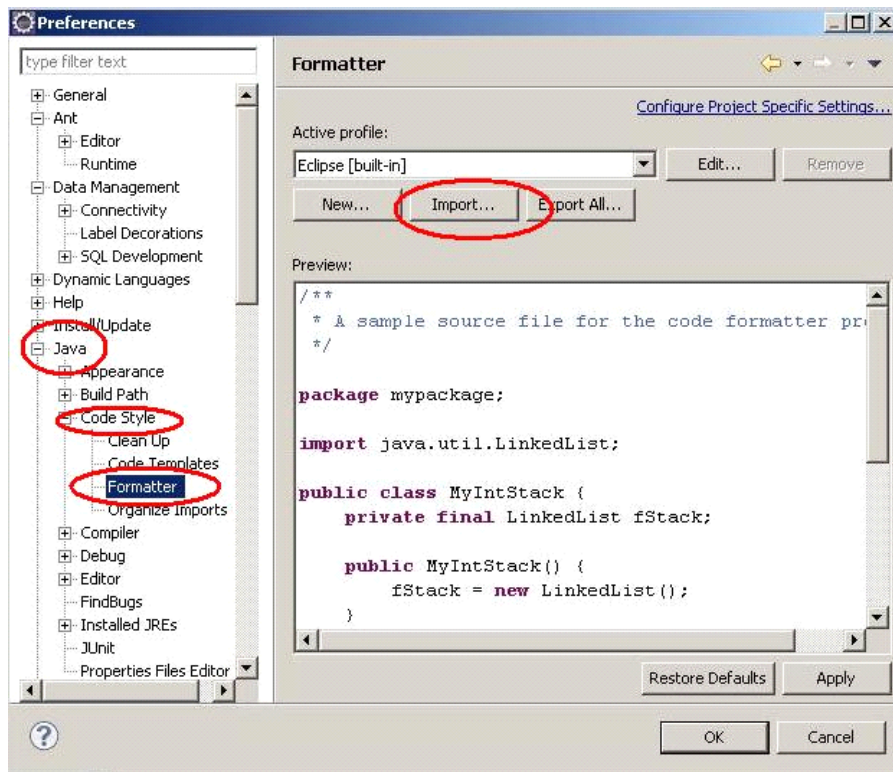 Preferences
type filter text
General
Ant
Editor
Runtime
Data Management
Connectivity
Label Decorations
SQL Development
Dynamic Languages
Help
Install/Update
Java
Appearance
Build Path
Code Style
Clean Up
Code Templates
Formatter
Organize Imports
Compiler
Debug
Editor
FindBugs
Installed JREs
JUnit
Properties Files Editor
Formatter
Configure Project Specific Settings...
Active profile:
Eclipse [built-in]
Edit...
Remove
New...
Import...
Export All...
Preview:
/**
* A sample source file for the code formatter pr
*/
package mypackage;
import java.util.LinkedList;
public class MyIntStack {
private final LinkedList fStack;
public MyIntStack() {
fStack = new LinkedList();
}
Restore Defaults
Apply
?
OK
Cancel